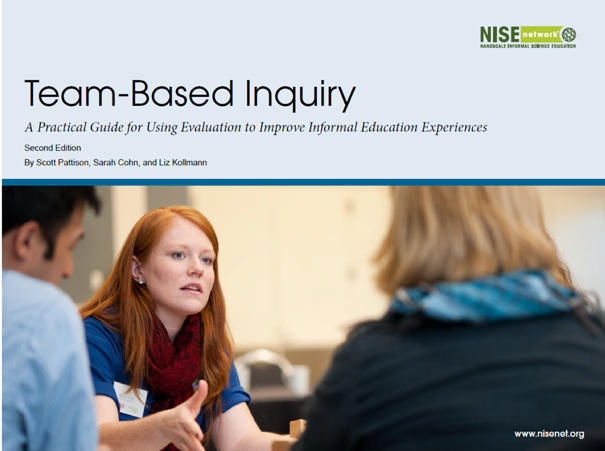 NISE network
NANOSCALE INFORMAL SCIENCE EDUCATION
Team-Based Inquiry
A Practical Guide for Using Evaluation to Improve Informal Education Experiences
Second Edition
By Scott Pattison, Sarah Cohn, and Liz Kollmann
www.nisenet.org